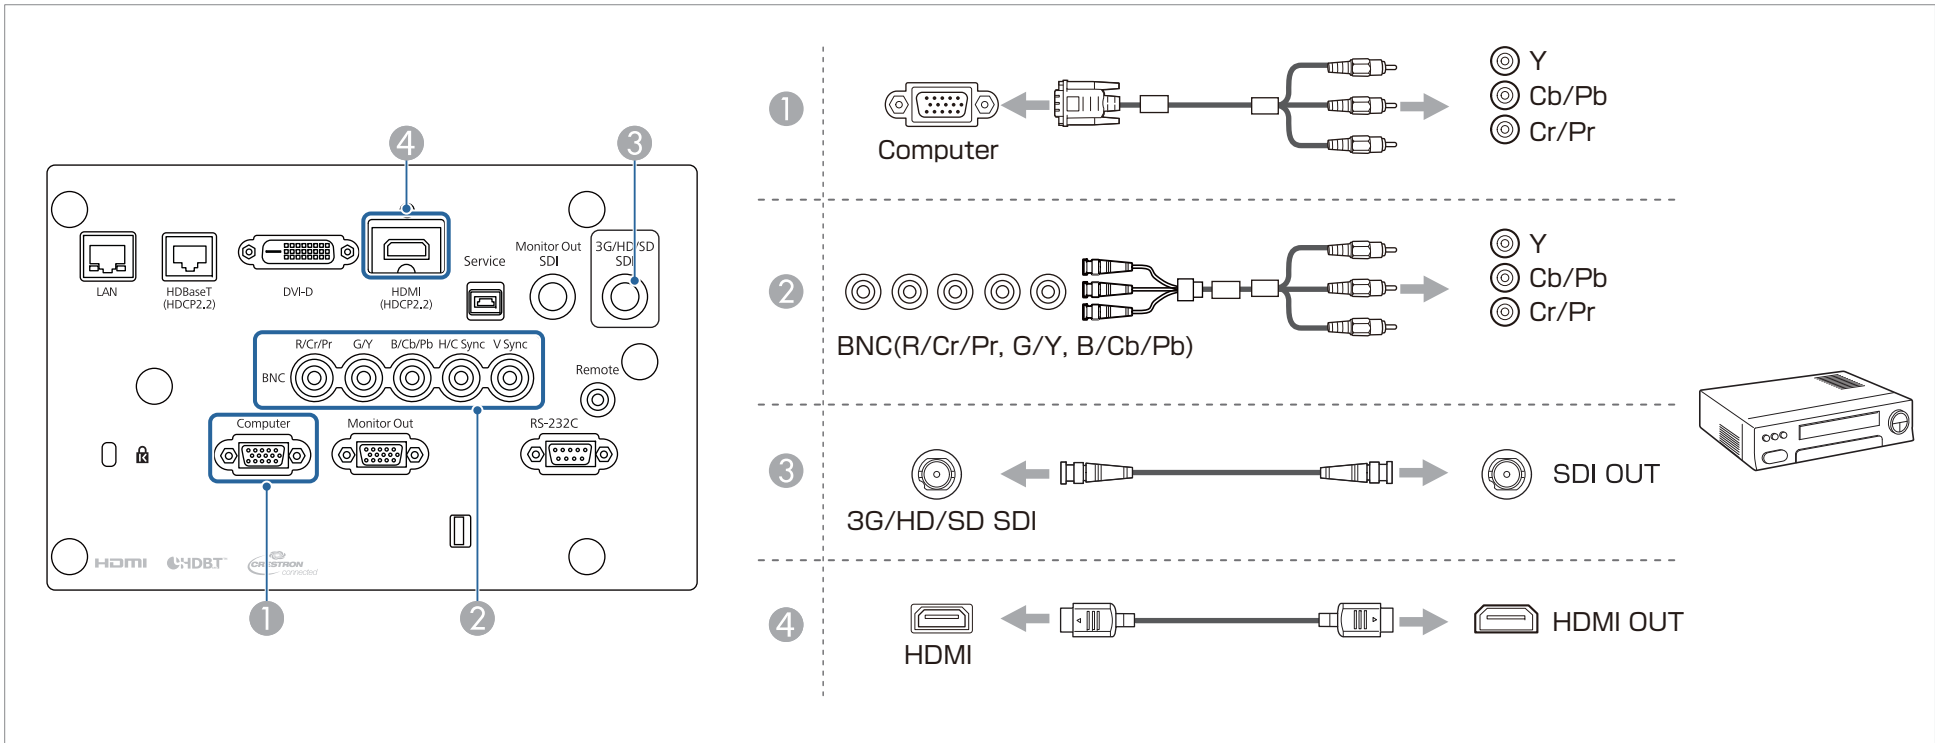 4
3
Monitor Out
SDI
3G/HD/SD
SDI
Service
LAN
HDBaseT
(HDCP2.2)
DVI-D
HDMI
(HDCP2.2)
R/Cr/Pr G/Y B/Cb/Pb H/C Sync V Sync
BNC
Remote
Computer
Monitor Out
RS-232C
K
HDMI
HDBT™
CRESTRON
connected
1
2
1
Computer
Y
Cb/Pb
Cr/Pr
2
BNC(R/Cr/Pr, G/Y, B/Cb/Pb)
Y
Cb/Pb
Cr/Pr
3
3G/HD/SD SDI
SDI OUT
4
HDMI
HDMI OUT